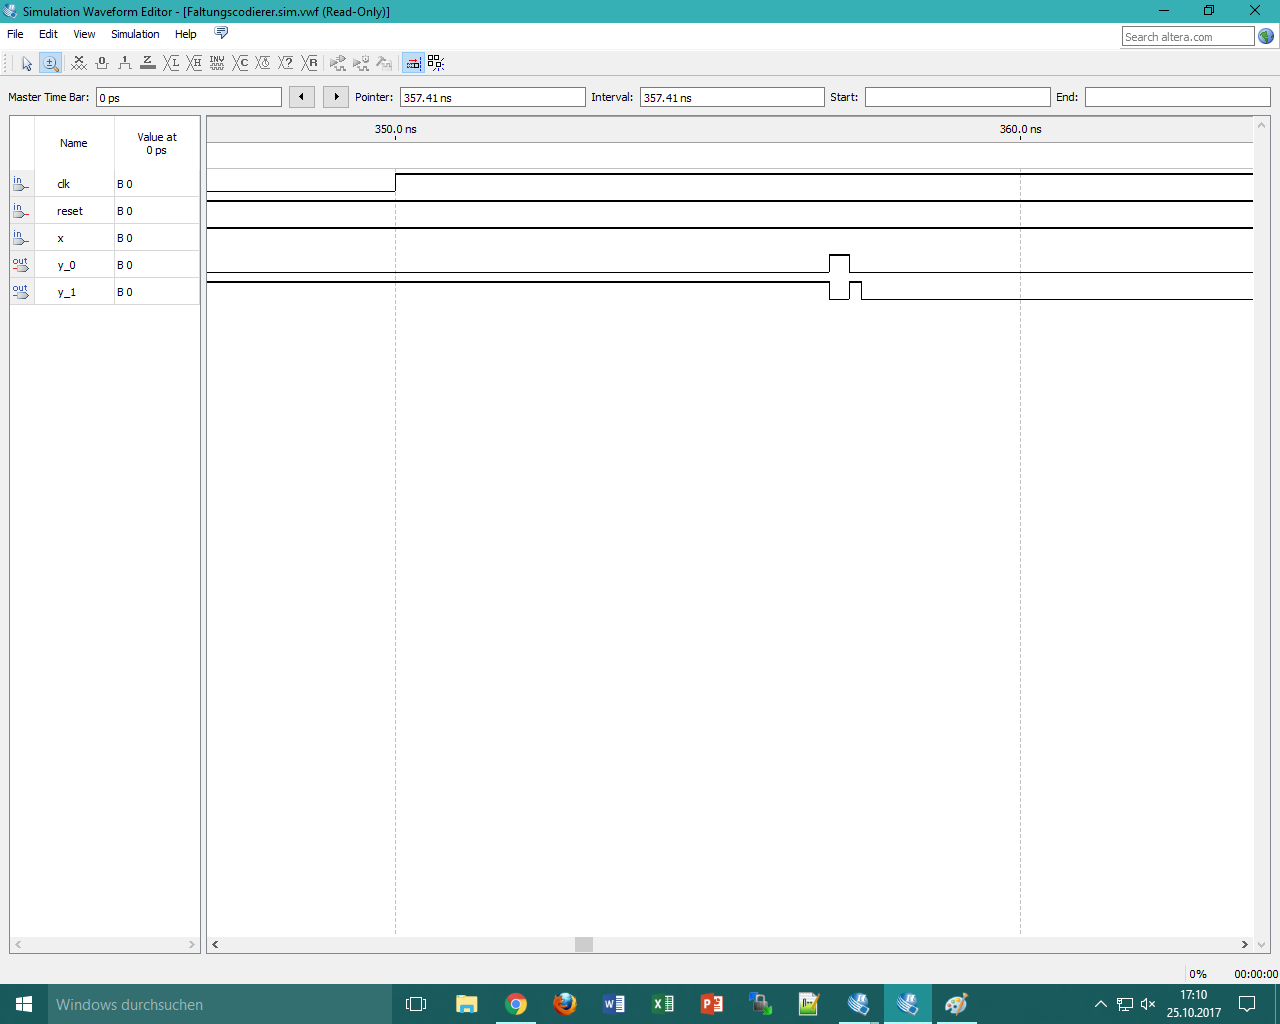 Simulation Waveform Editor - [Faltungscodierer.sim.vwf (Read-Only)]
File Edit View Simulation Help
Search altera.com
Master Time Bar: 0 ps Pointer: 357.41 ns Interval: 357.41 ns Start: End:
Name Value at 0 ps
350.0 ns 360.0 ns
in clk B 0
in reset B 0
in x B 0
out y_0 B 0
out y_1 B 0
0% 00:00:00
Windows durchsuchen
17:10
25.10.2017